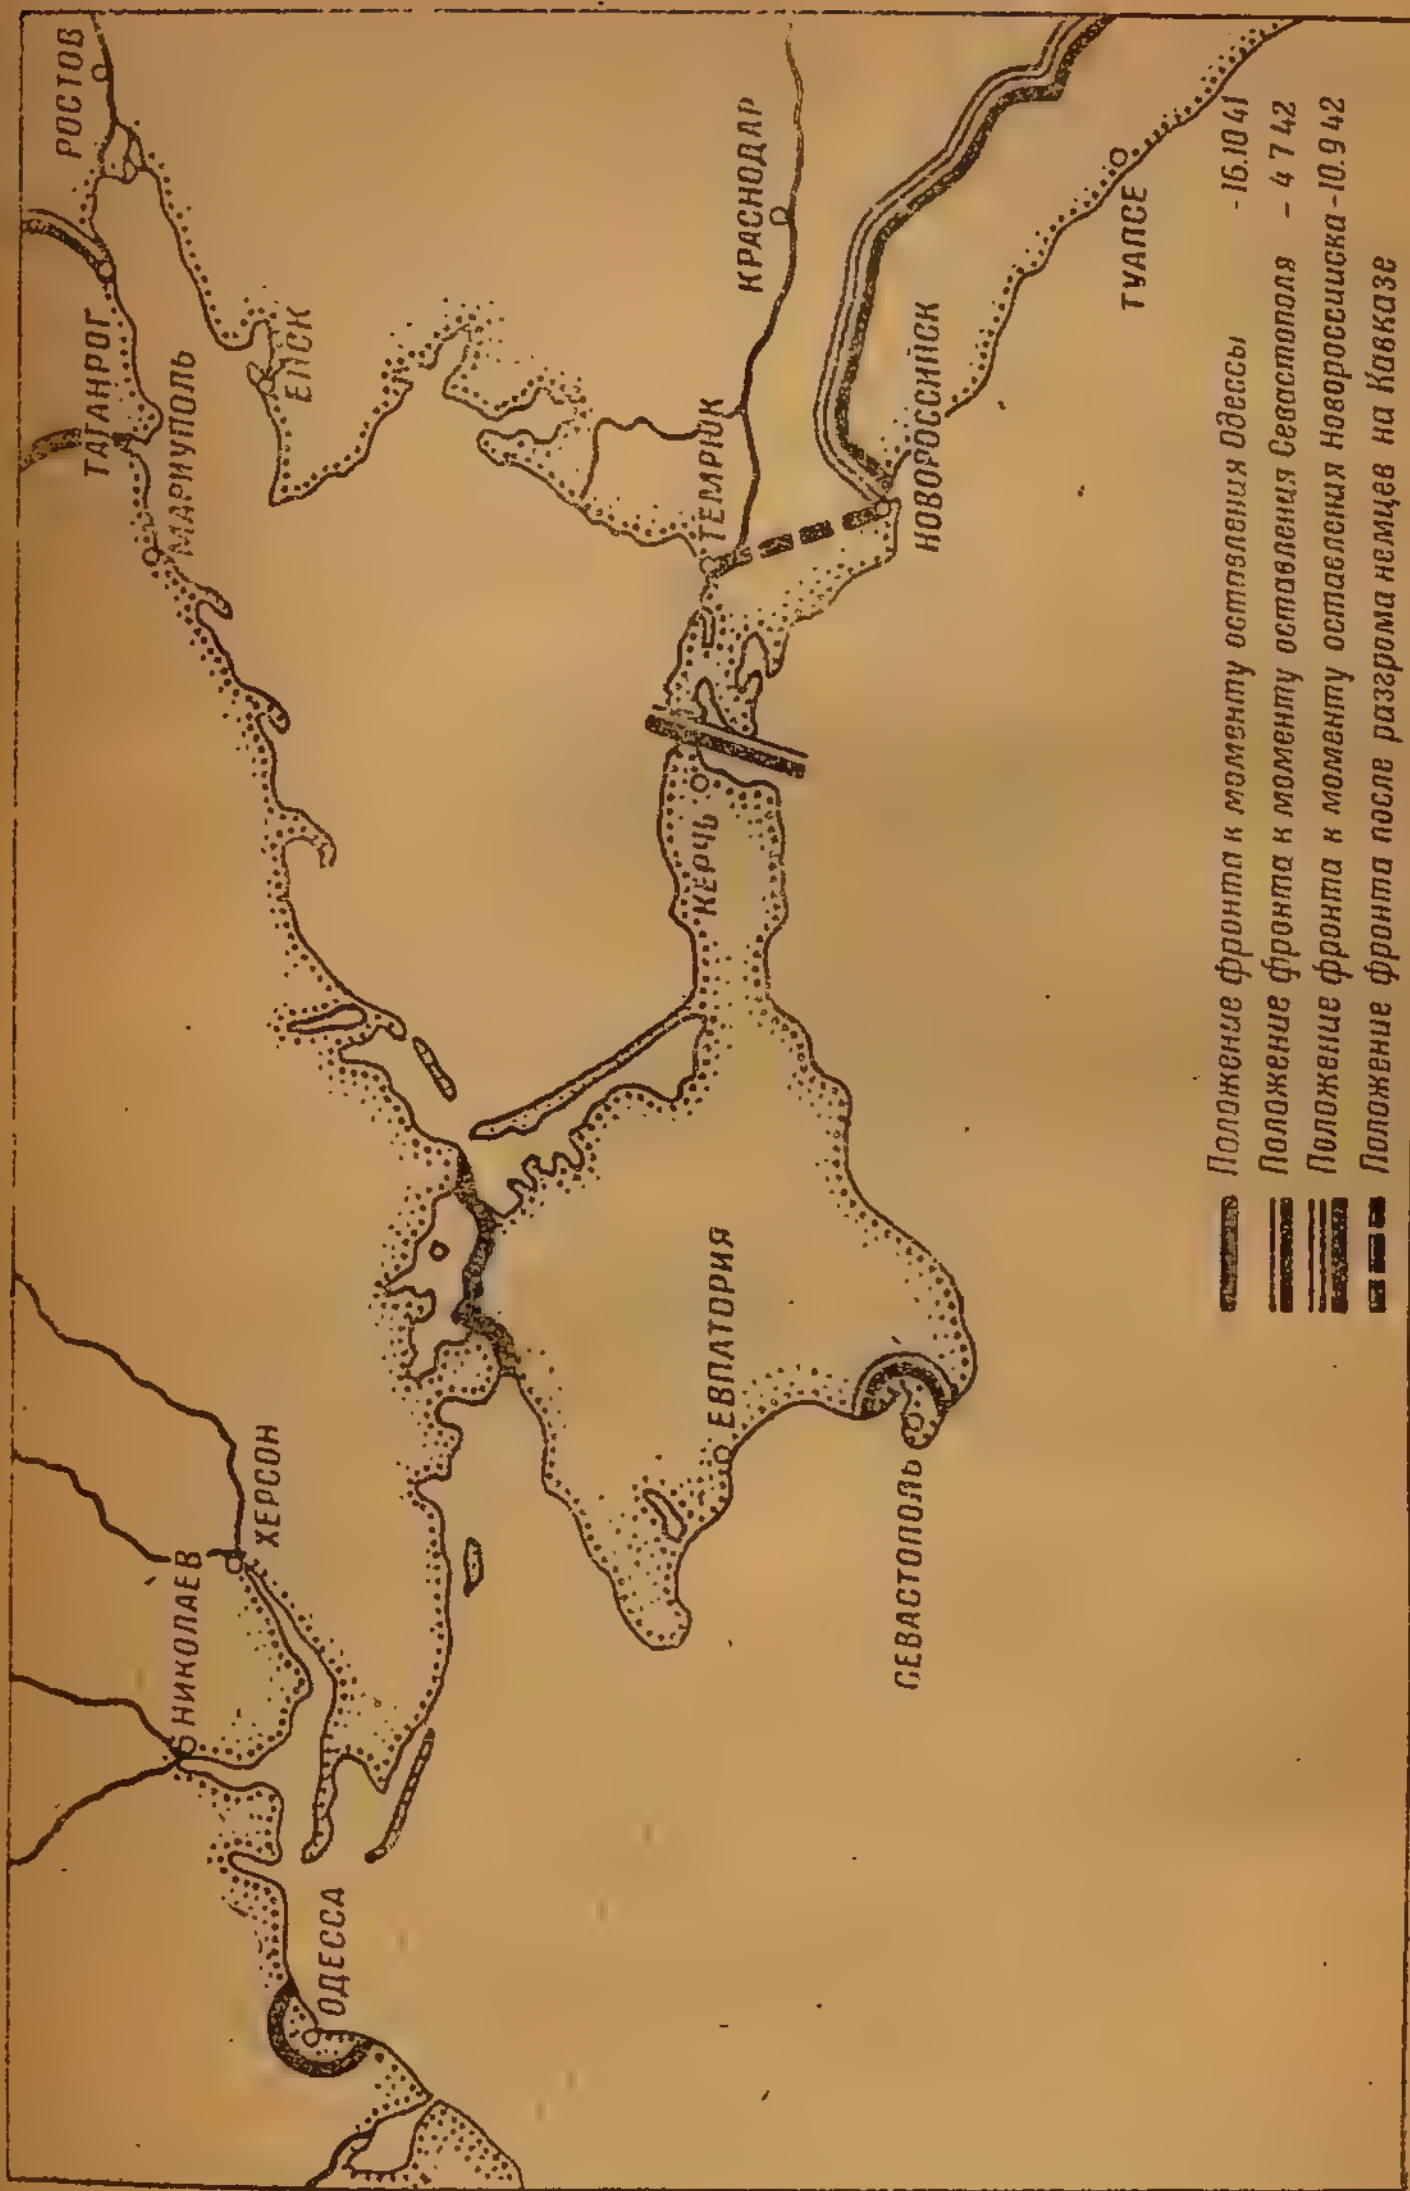 РОСТОВ
ТАГАНРОГ
МАРИУПОЛЬ
ЕЙСК
КРАСНОДАР
ТЕМРЮК
НОВОРОССИЙСК
ТУАПСЕ
КЕРЧЬ
ХЕРСОН
НИКОЛАЕВ
ОДЕССА
ЕВПАТОРИЯ
СЕВАСТОПОЛЬ
Положение фронта к моменту оставления Одессы -16.10 41
Положение фронта к моменту оставления Севастополя - 4 7 42
Положение фронта к моменту оставления Новороссииска -10.9 42
Положение фронта после разгрома немцев на Кавказе